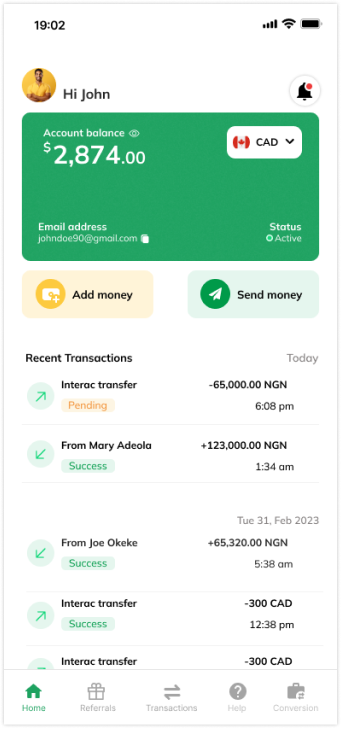 19:02
Hi John
Account balance
$2,874.00
CAD
Email address
Status
johndoe90@gmail.com
Active
Add money
Send money
Recent Transactions
Today
Interac transfer
-65,000.00 NGN
Pending
6:08 pm
From Mary Adeola
+123,000.00 NGN
Success
1:34 am
Tue 31, Feb 2023
From Joe Okeke
+65,320.00 NGN
Success
5:38 am
Interac transfer
-300 CAD
Success
12:38 pm
Interac transfer
-300 CAD
Home
Referrals
Transactions
Help
Conversion